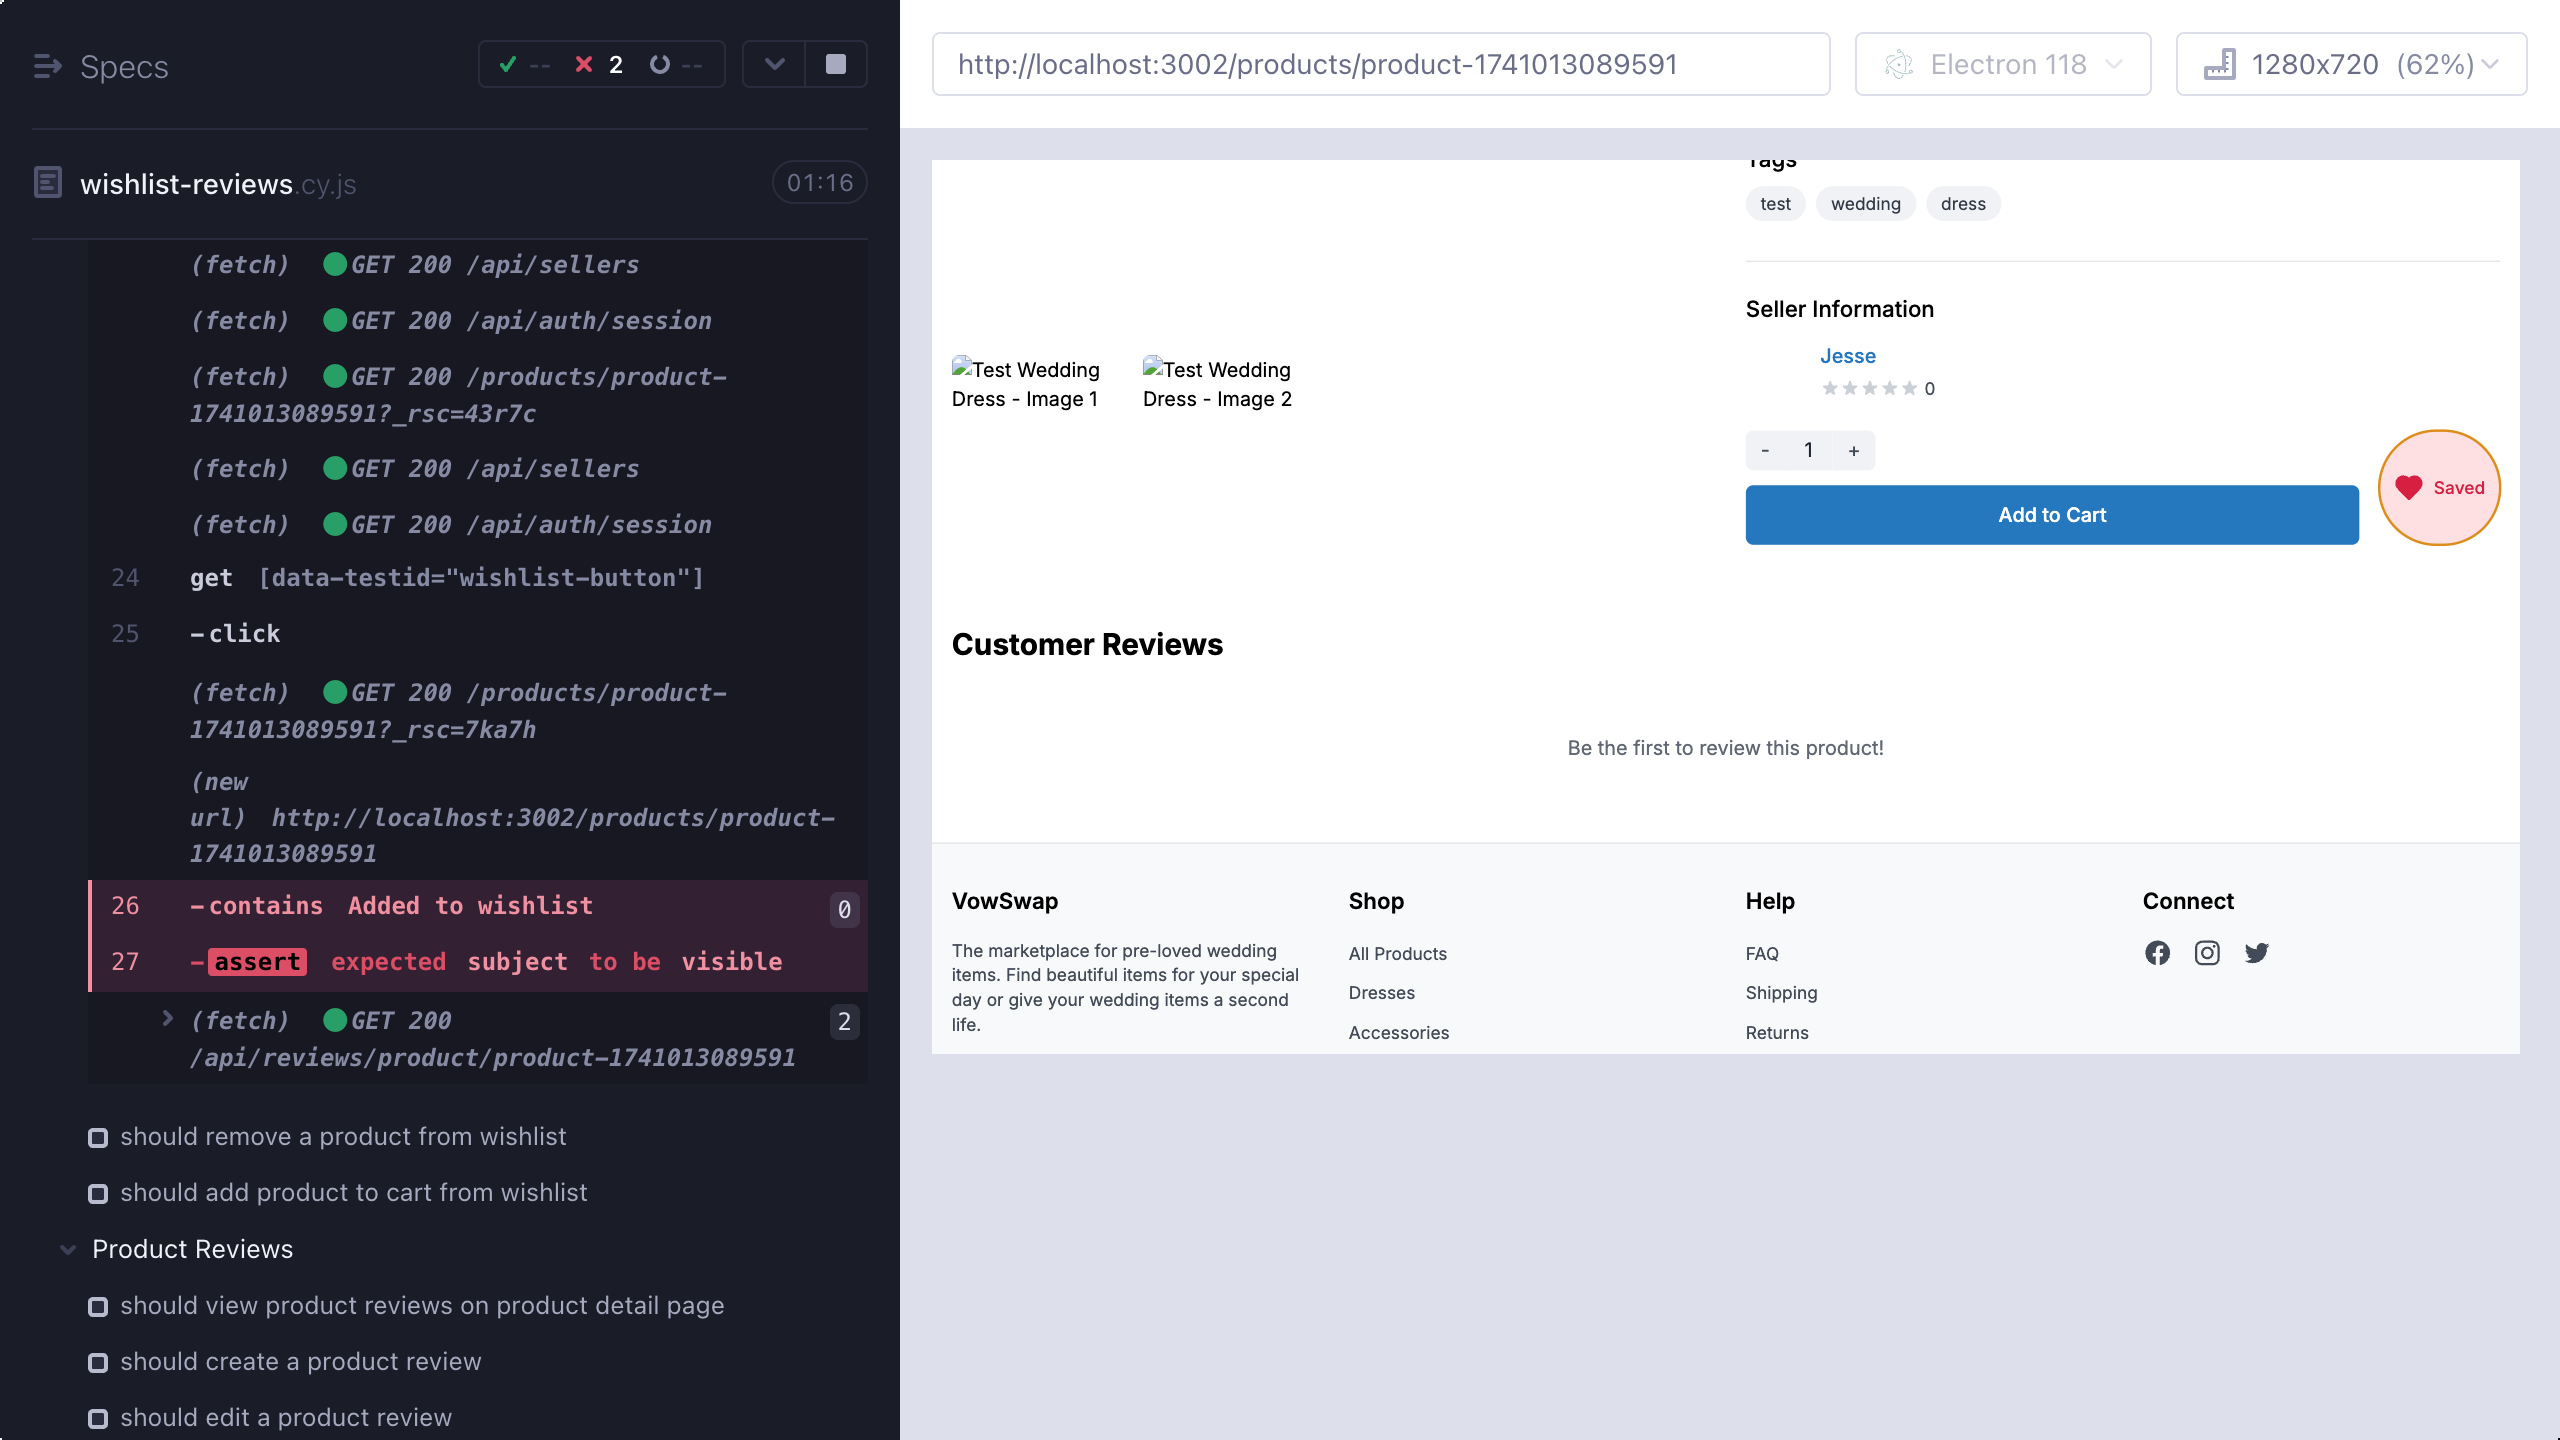 Specs
-- 2 --
wishlist-reviews.cy.js
01:16
(fetch) GET 200 /api/sellers
(fetch) GET 200 /api/auth/session
(fetch) GET 200 /products/product-
1741013089591?_rsc=43r7c
(fetch) GET 200 /api/sellers
(fetch) GET 200 /api/auth/session
24 get [data-testid="wishlist-button"]
25 -click
(fetch) GET 200 /products/product-
1741013089591?_rsc=7ka7h
(new
url) http://localhost:3002/products/product-
1741013089591
26 -contains Added to wishlist 0
27 -assert expected subject to be visible
(fetch) GET 200 2
/api/reviews/product/product-1741013089591
should remove a product from wishlist
should add product to cart from wishlist
Product Reviews
should view product reviews on product detail page
should create a product review
should edit a product review
http://localhost:3002/products/product-1741013089591
Electron 118
1280x720 (62%)
Tags
test wedding dress
Seller Information
Jesse
0
Test Wedding
Dress - Image 1
Test Wedding
Dress - Image 2
- 1 +
Add to Cart
Saved
Customer Reviews
Be the first to review this product!
VowSwap
The marketplace for pre-loved wedding
items. Find beautiful items for your special
day or give your wedding items a second
life.
Shop
All Products
Dresses
Accessories
Help
FAQ
Shipping
Returns
Connect